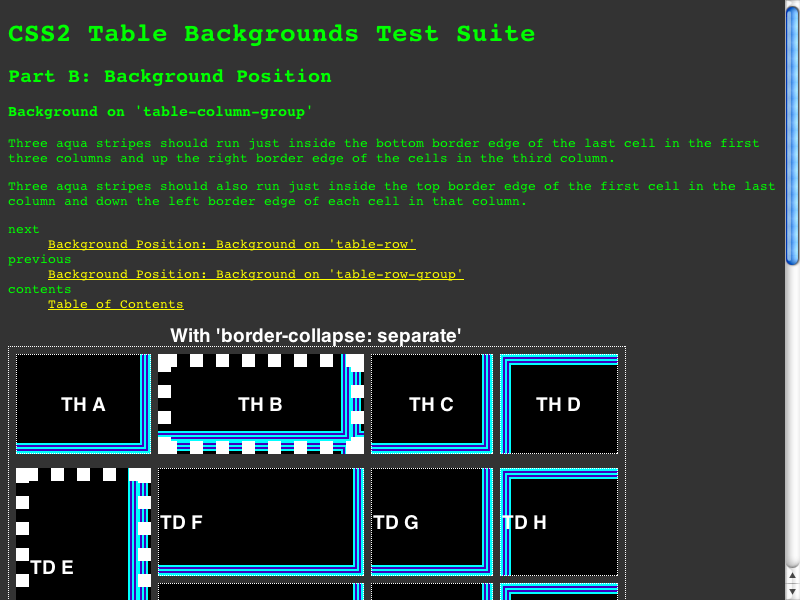 CSS2 Table Backgrounds Test Suite
Part B: Background Position
Background on 'table-column-group'
Three aqua stripes should run just inside the bottom border edge of the last cell in the first
three columns and up the right border edge of the cells in the third column.
Three aqua stripes should also run just inside the top border edge of the first cell in the last
column and down the left border edge of each cell in that column.
next
Background Position: Background on 'table-row'
previous
Background Position: Background on 'table-row-group'
contents
Table of Contents
With 'border-collapse: separate'
TH A TH B TH C TH D
TD F TD G TD H
TD E